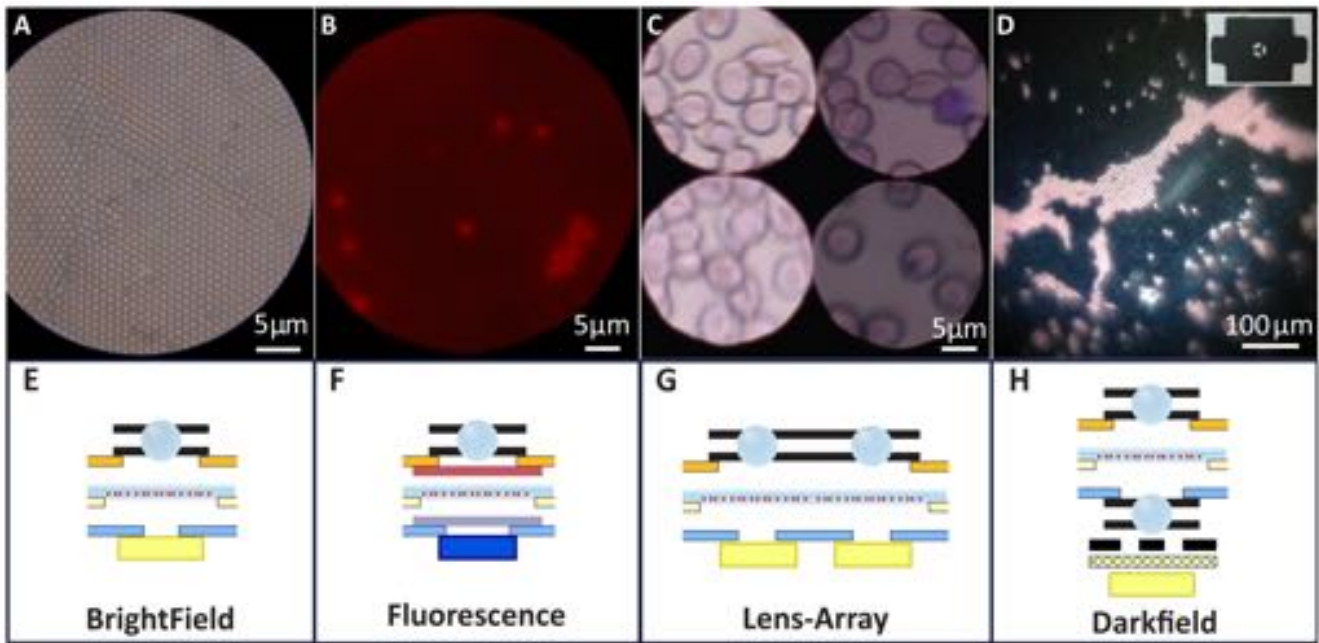 A
B
C
D
5μm
5μm
5μm
100μm
E
F
G
H
BrightField
Fluorescence
Lens-Array
Darkfield